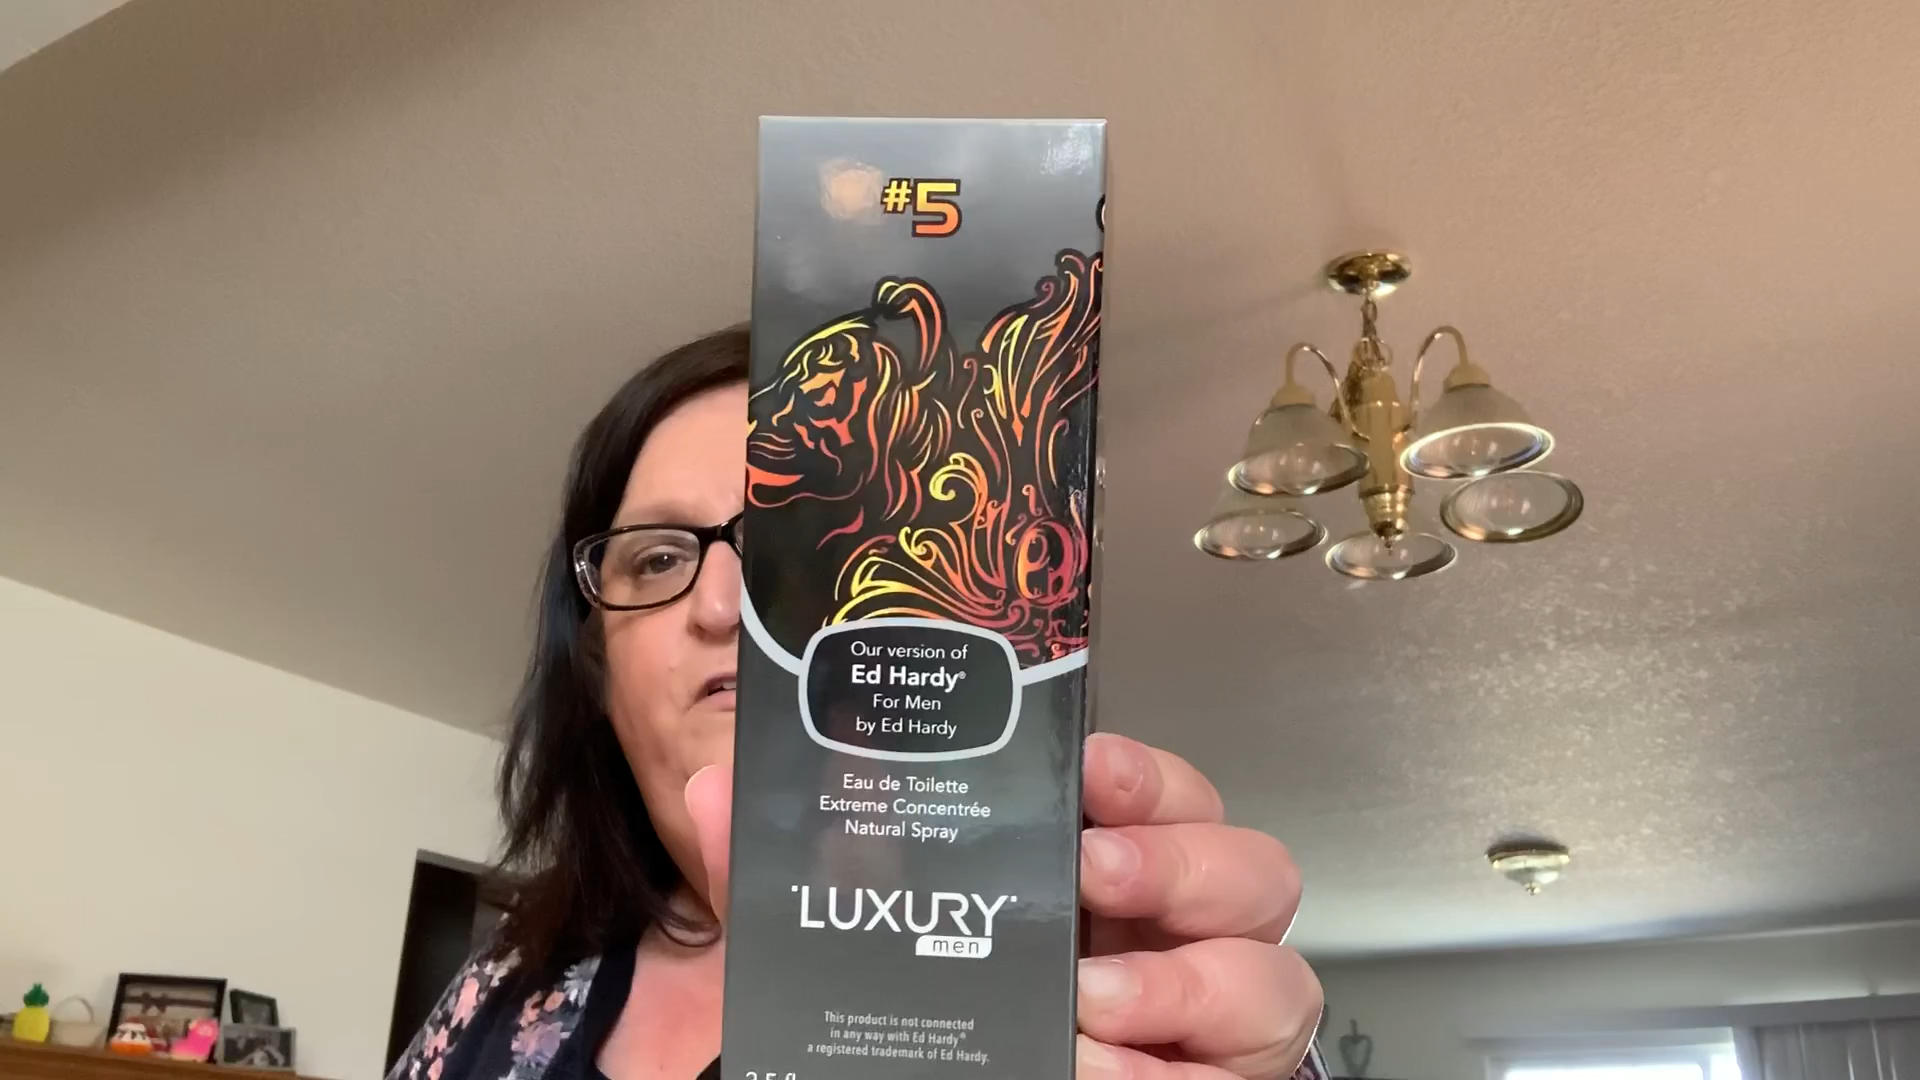 #5
Our version of
Ed Hardy®
For Men
by Ed Hardy
Eau de Toilette
Extreme Concentrée
Natural Spray
LUXURY
men
This product is not connected
in any way with Ed Hardy®
a registered trademark of Ed Hardy.